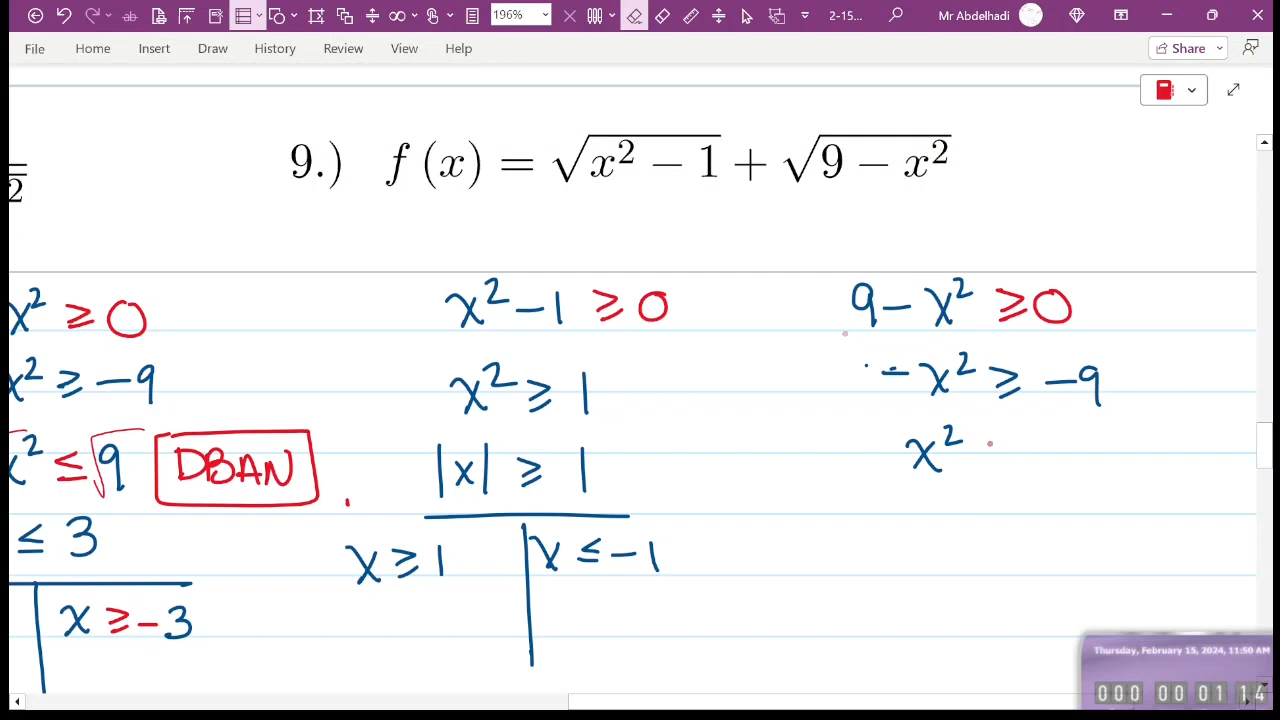 196%
2-15...
Mr Abdelhadi
File Home Insert Draw History Review View Help
Share
2
9.) f (x) = √(x² − 1) + √(9 − x²)
x² ≥ 0
x² ≥ −9
x² ≤ √9 DBAN
≤ 3
x ≥ −3
x² − 1 ≥ 0
x² ≥ 1
|x| ≥ 1
x ≥ 1 | x ≤ −1
9 − x² ≥ 0
− x² ≥ −9
x²
Thursday, February 15, 2024, 11:50 AM
000 00 01 14